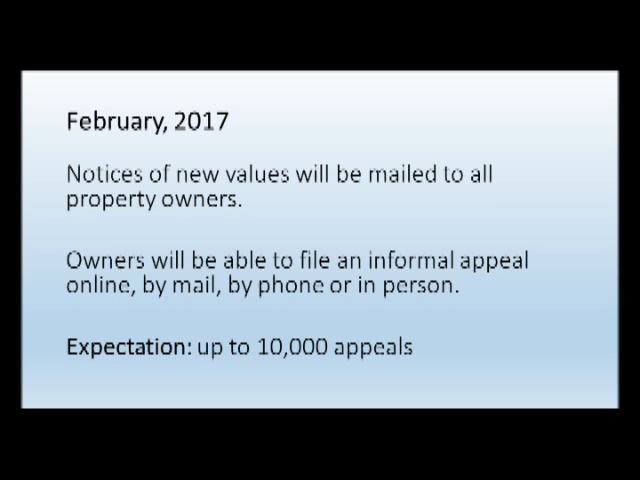 February, 2017
Notices of new values will be mailed to all
property owners.
Owners will be able to file an informal appeal
online, by mail, by phone or in person.
Expectation: up to 10,000 appeals